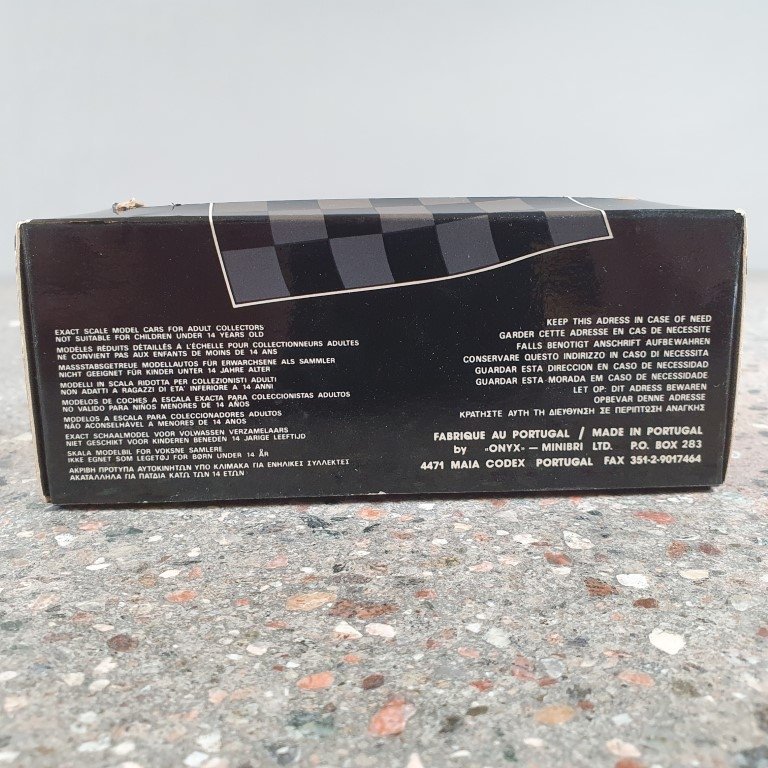 EXACT SCALE MODEL CARS FOR ADULT COLLECTORS
NOT SUITABLE FOR CHILDREN UNDER 14 YEARS OLD
MODÈLES RÉDUITS DÉTAILLÉS A L'ÉCHELLE POUR COLLECTIONNEURS ADULTES
NE CONVIENT PAS AUX ENFANTS DE MOINS DE 14 ANS
MASSSTABSGETREUE MODELLAUTOS FÜR ERWARCHSENE ALS SAMMLER
NICHT GEEIGNET FÜR KINDER UNTER 14 JAHRE ALTER
MODELLI IN SCALA RIDOTTA PER COLLEZIONISTI ADULTI
NON ADATTI A RAGAZZI DI ETA' INFERIORE A 14 ANNI
MODELOS DE COCHES A ESCALA EXACTA PARA COLECCIONISTAS ADULTOS
NO VALIDO PARA NIÑOS MENORES DE 14 AÑOS
MODELOS A ESCALA PARA COLECCIONADORES ADULTOS
NÃO ACONSELHÁVEL A MENORES DE 14 ANOS
EXACT SCHAALMODEL VOOR VOLWASSEN VERZAMELAARS
NIET GESCHIKT VOOR KINDEREN BENEDEN 14 JARIGE LEEFTIJD
SKALA MODELBIL FOR VOKSNE SAMLERE
IKKE EGNET SOM LEGETØJ FOR BØRN UNDER 14 ÅR
ΑΚΡΙΒΗ ΠΡΟΤΥΠΑ ΑΥΤΟΚΙΝΗΤΩΝ ΥΠΟ ΚΛΙΜΑΚΑ ΓΙΑ ΕΝΗΛΙΚΕΣ ΣΥΛΛΕΚΤΕΣ
ΑΚΑΤΑΛΛΗΛΑ ΓΙΑ ΠΑΤΔΙΑ ΚΑΤΩ ΤΩΝ 14 ΕΤΩΝ
KEEP THIS ADRESS IN CASE OF NEED
GARDER CETTE ADRESSE EN CAS DE NECESSITE
FALLS BENOTIGT ANSCHRIFT AUFBEWAHREN
CONSERVARE QUESTO INDIRIZZO IN CASO DI NECESSITA
GUARDAR ESTA DIRECCION EN CASO DE NECESSIDAD
GUARDAR ESTA MORADA EM CASO DE NECESSIDADE
LET OP: DIT ADRESS BEWAREN
OPBEVAR DENNE ADRESSE
ΚΡΑΤΗΣΤΕ ΑΥΤΗ ΤΗ ΔΙΕΥΘΗΣΗ ΣΕ ΠΕΡΙΠΤΩΣΗ ΑΝΑΓΚΗΣ
FABRIQUE AU PORTUGAL / MADE IN PORTUGAL
by «ONYX» — MINIBRI LTD. P.O. BOX 283
4471 MAIA CODEX PORTUGAL FAX 351-2-9017464